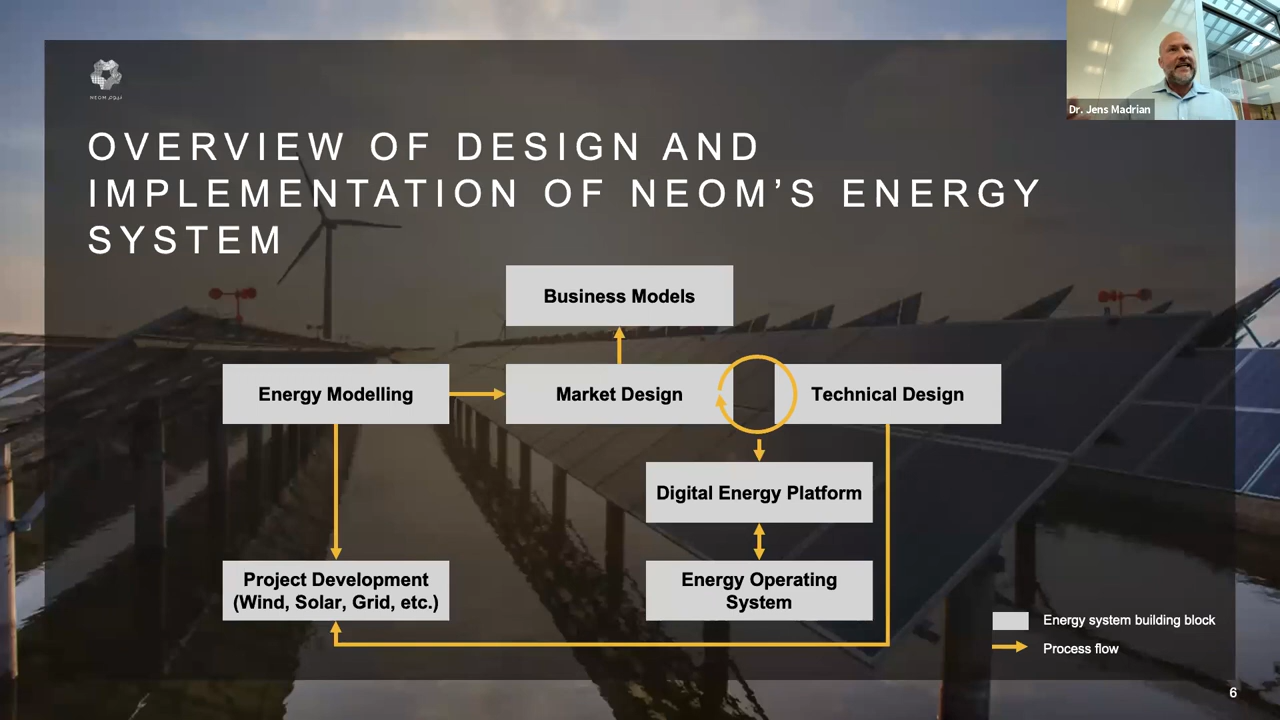 Dr. Jens Madrian
NEOM نيوم
OVERVIEW OF DESIGN AND
IMPLEMENTATION OF NEOM’S ENERGY
SYSTEM
Business Models
Energy Modelling
Market Design
Technical Design
Digital Energy Platform
Project Development
(Wind, Solar, Grid, etc.)
Energy Operating
System
Energy system building block
Process flow
6